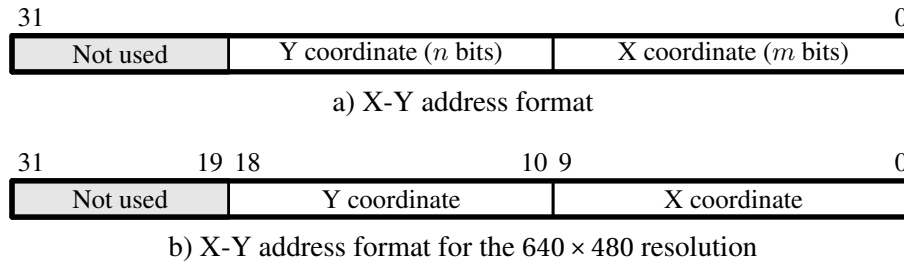 31 0
Not used Y coordinate (n bits) X coordinate (m bits)
a) X-Y address format
31 19 18 10 9 0
Not used Y coordinate X coordinate
b) X-Y address format for the 640 × 480 resolution